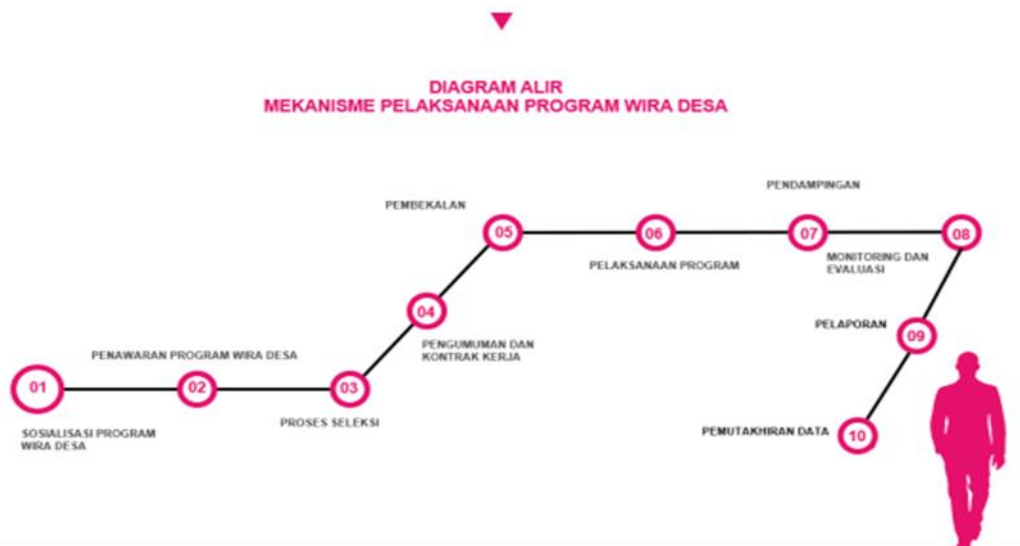 DIAGRAM ALIR
MEKANISME PELAKSANAAN PROGRAM WIRA DESA
01
SOSIALISASI PROGRAM
WIRA DESA
02
PENAWARAN PROGRAM WIRA DESA
03
PROSES SELEKSI
04
PENGUMUMAN DAN
KONTRAK KERJA
05
PEMBEKALAN
06
PELAKSANAAN PROGRAM
07
PENDAMPINGAN
08
MONITORING DAN
EVALUASI
09
PELAPORAN
10
PEMUTAKHIRAN DATA